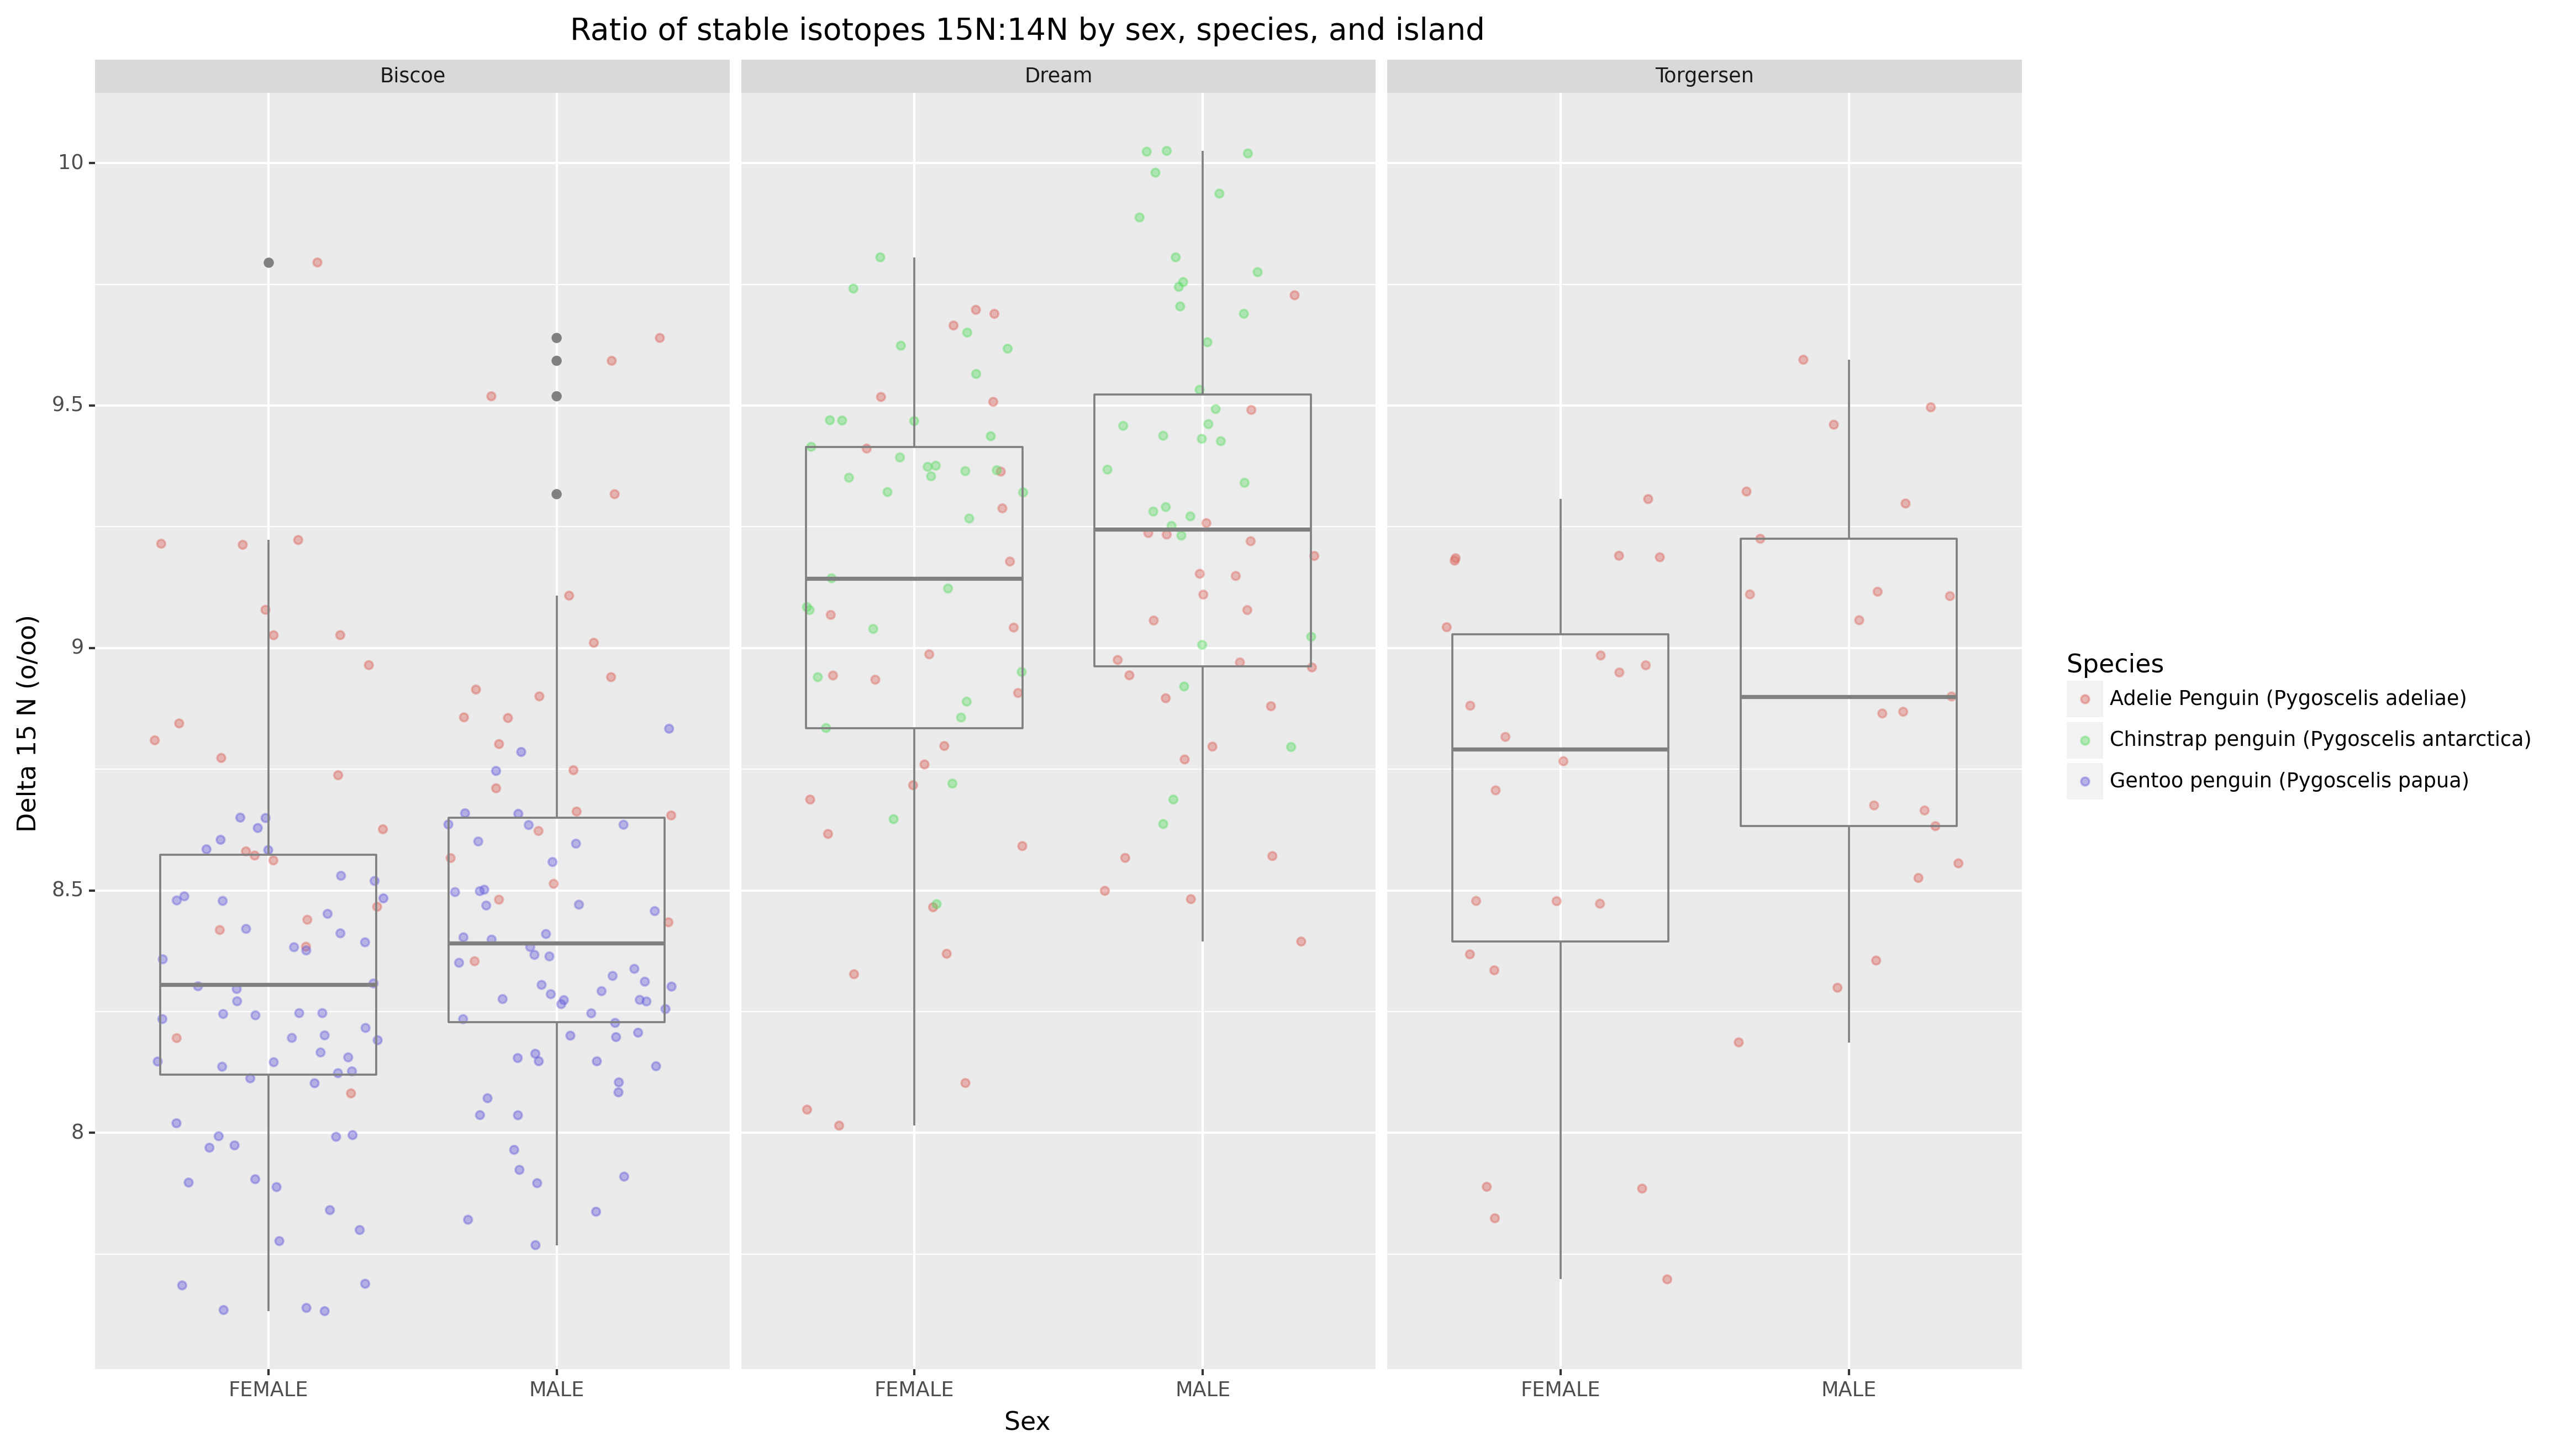 Ratio of stable isotopes 15N:14N by sex, species, and island
Biscoe
Dream
Torgersen
10
9.5
9
8.5
8
Delta 15 N (o/oo)
FEMALE
MALE
FEMALE
MALE
FEMALE
MALE
Sex
Species
Adelie Penguin (Pygoscelis adeliae)
Chinstrap penguin (Pygoscelis antarctica)
Gentoo penguin (Pygoscelis papua)